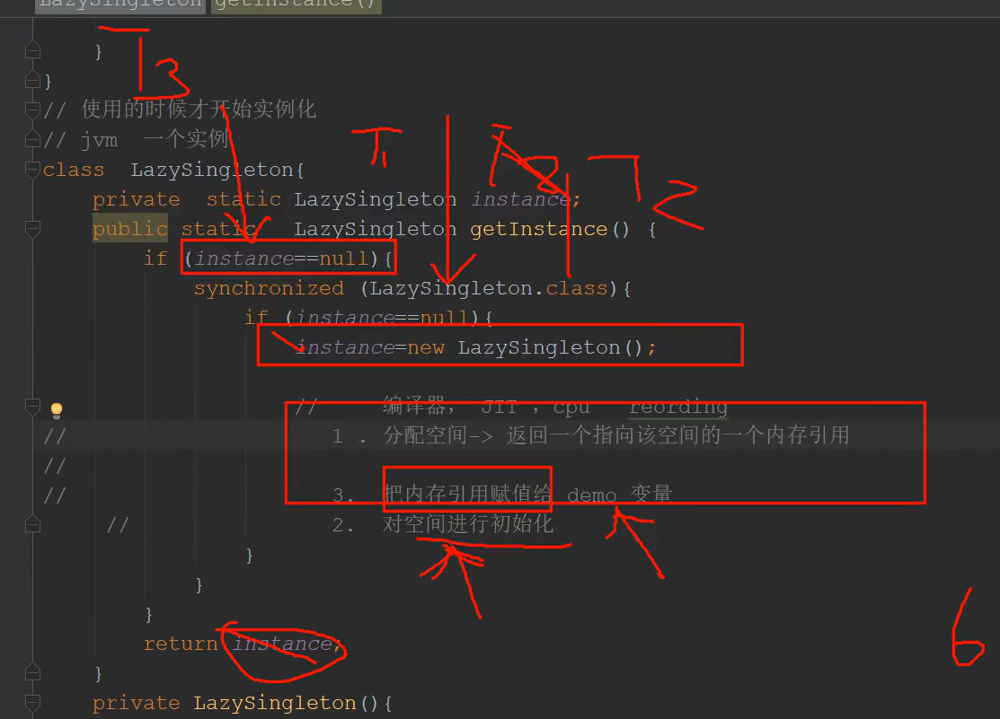 LazySingleton getInstance()
}
T3
}
// 使用的时候才开始实例化
// jvm 一个实例
T1 T2
class LazySingleton{
private static LazySingleton instance;
public static LazySingleton getInstance() {
if (instance==null){
synchronized (LazySingleton.class){
if (instance==null){
instance=new LazySingleton();
// 编译器， JIT ，cpu reording
// 1 . 分配空间-> 返回一个指向该空间的一个内存引用
//
// 3. 把内存引用赋值给 demo 变量
// 2. 对空间进行初始化
}
}
}
6
return instance;
}
private LazySingleton(){